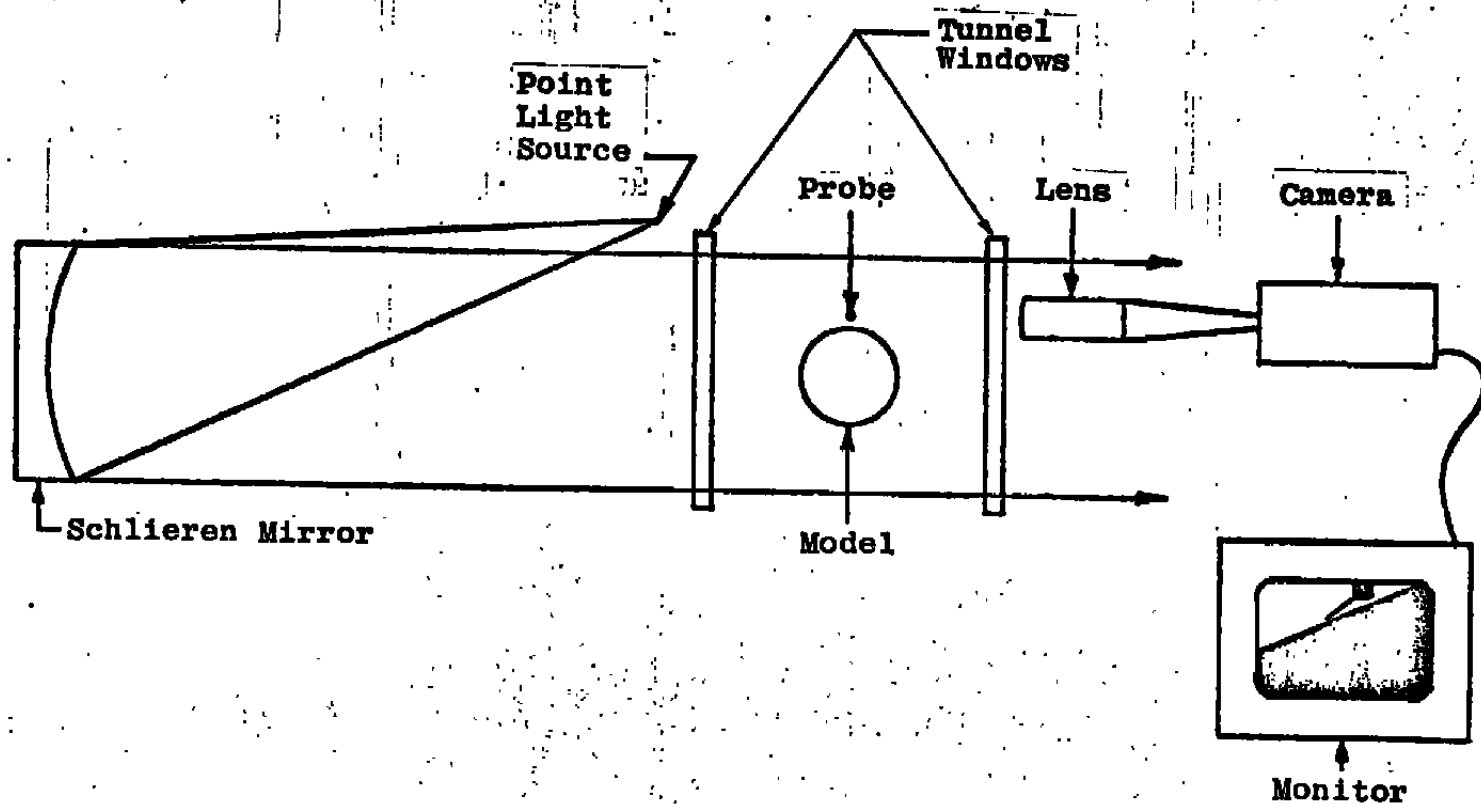 Tunnel
Windows
Point
Light
Source
Probe
Lens
Camera
Schlieren Mirror
Model
Monitor